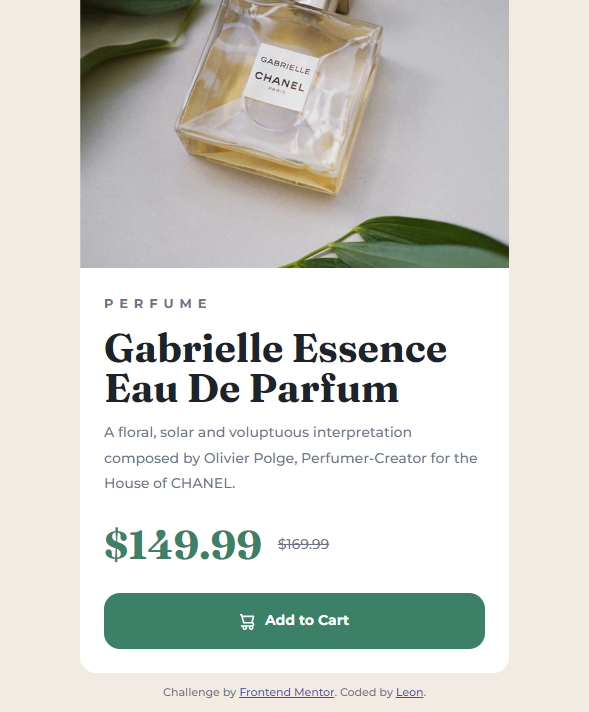 GABRIELLE
CHANEL
PARIS
PERFUME
Gabrielle Essence
Eau De Parfum
A floral, solar and voluptuous interpretation
composed by Olivier Polge, Perfumer-Creator for the
House of CHANEL.
$149.99 $169.99
Add to Cart
Challenge by Frontend Mentor. Coded by Leon.